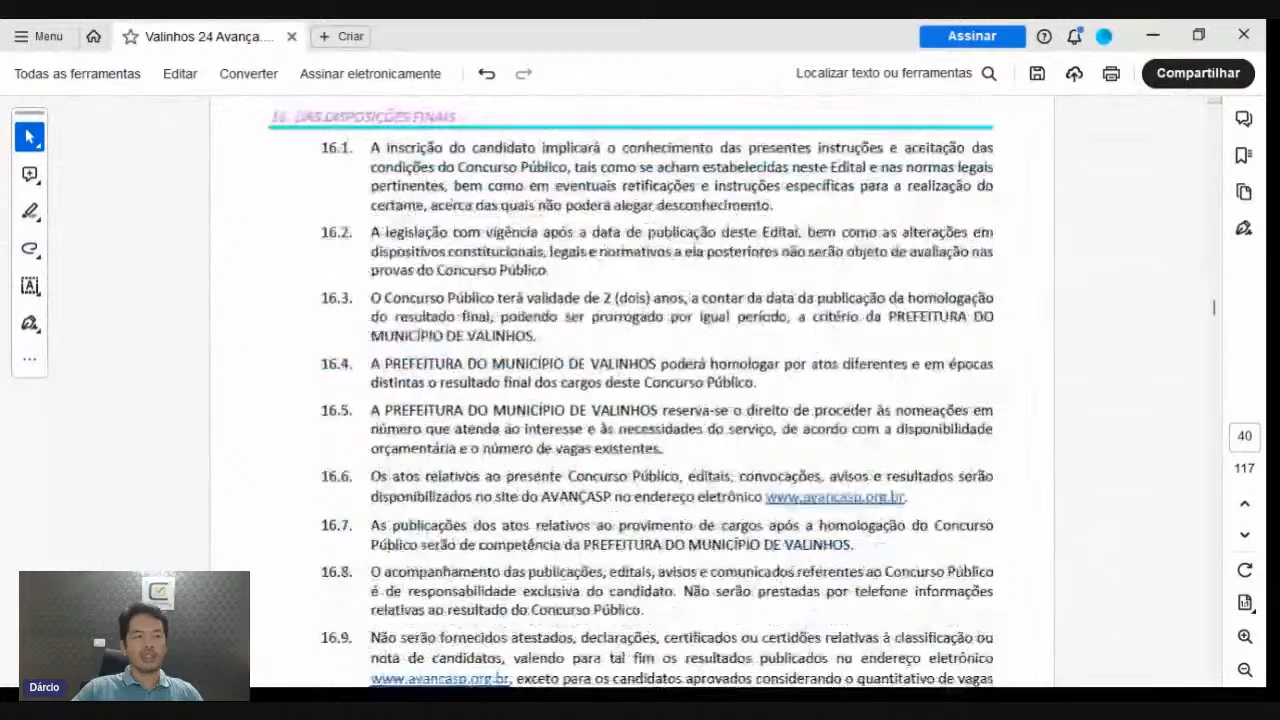 Menu
Valinhos 24 Avança....
Criar
Assinar
Todas as ferramentas
Editar
Converter
Assinar eletronicamente
Localizar texto ou ferramentas
Compartilhar
16. DAS DISPOSIÇÕES FINAIS
16.1. A inscrição do candidato implicará o conhecimento das presentes instruções e aceitação das
condições do Concurso Público, tais como se acham estabelecidas neste Edital e nas normas legais
pertinentes, bem como em eventuais retificações e instruções específicas para a realização do
certame, acerca das quais não poderá alegar desconhecimento.
16.2. A legislação com vigência após a data de publicação deste Edital, bem como as alterações em
dispositivos constitucionais, legais e normativos a ela posteriores não serão objeto de avaliação nas
provas do Concurso Público
16.3. O Concurso Público terá validade de 2 (dois) anos, a contar da data da publicação da homologação
do resultado final, podendo ser prorrogado por igual período, a critério da PREFEITURA DO
MUNICÍPIO DE VALINHOS.
16.4. A PREFEITURA DO MUNICÍPIO DE VALINHOS poderá homologar por atos diferentes e em épocas
distintas o resultado final dos cargos deste Concurso Público.
16.5. A PREFEITURA DO MUNICÍPIO DE VALINHOS reserva-se o direito de proceder às nomeações em
número que atenda ao interesse e às necessidades do serviço, de acordo com a disponibilidade
orçamentária e o número de vagas existentes.
16.6. Os atos relativos ao presente Concurso Público, editais, convocações, avisos e resultados serão
disponibilizados no site do AVANÇASP no endereço eletrônico www.avancasp.org.br.
16.7. As publicações dos atos relativos ao provimento de cargos após a homologação do Concurso
Público serão de competência da PREFEITURA DO MUNICÍPIO DE VALINHOS.
16.8. O acompanhamento das publicações, editais, avisos e comunicados referentes ao Concurso Público
é de responsabilidade exclusiva do candidato. Não serão prestadas por telefone informações
relativas ao resultado do Concurso Público.
16.9. Não serão fornecidos atestados, declarações, certificados ou certidões relativas à classificação ou
nota de candidatos, valendo para tal fim os resultados publicados no endereço eletrônico
www.avancasp.org.br, exceto para os candidatos aprovados considerando o quantitativo de vagas
40
117
Dárcio